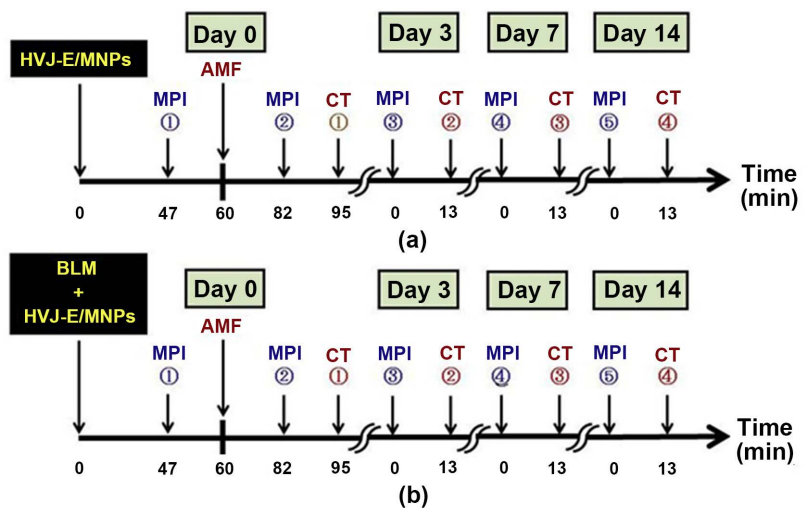 Day 0 Day 3 Day 7 Day 14
HVJ-E/MNPs
AMF
MPI MPI CT MPI CT MPI CT MPI CT
① ② ① ③ ② ④ ③ ⑤ ④
Time
(min)
0 47 60 82 95 0 13 0 13 0 13
(a)
BLM
+
HVJ-E/MNPs
Day 0 Day 3 Day 7 Day 14
AMF
MPI MPI CT MPI CT MPI CT MPI CT
① ② ① ③ ② ④ ③ ⑤ ④
Time
(min)
0 47 60 82 95 0 13 0 13 0 13
(b)